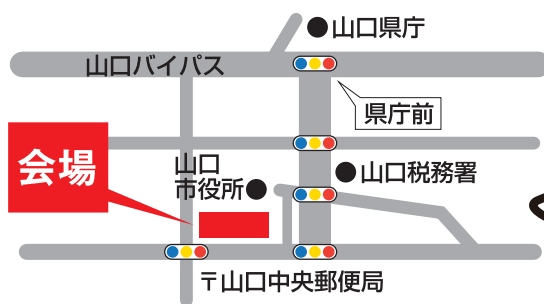 山口県庁
山口バイパス
県庁前
会場
山口
市役所
山口税務署
〒山口中央郵便局